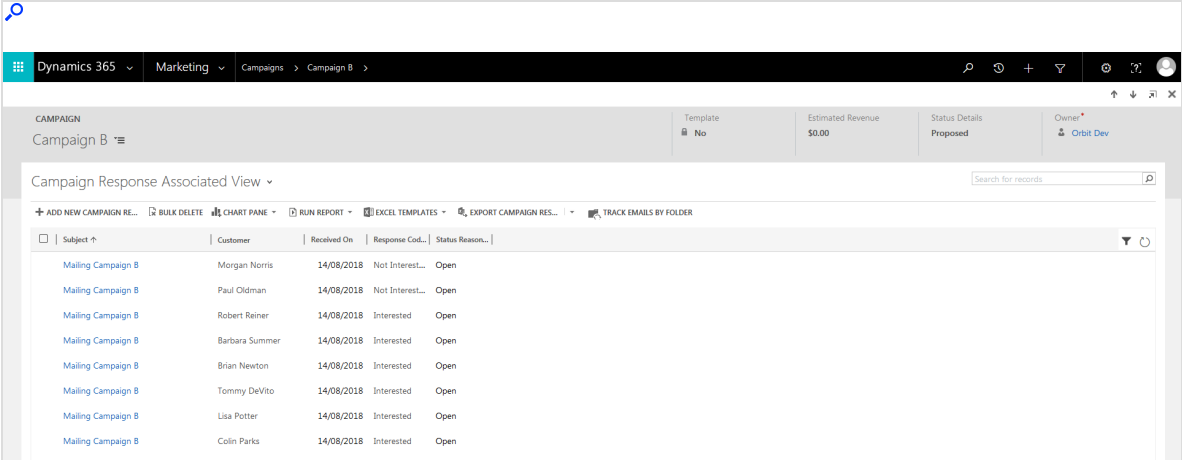 Dynamics 365 Marketing Campaigns > Campaign B >
CAMPAIGN
Campaign B
Template
No
Estimated Revenue
$0.00
Status Details
Proposed
Owner*
Orbit Dev
Campaign Response Associated View
Search for records
ADD NEW CAMPAIGN RE... BULK DELETE CHART PANE RUN REPORT EXCEL TEMPLATES EXPORT CAMPAIGN RES... TRACK EMAILS BY FOLDER
Subject ↑ Customer Received On Response Cod... Status Reason...
Mailing Campaign B Morgan Norris 14/08/2018 Not Interest... Open
Mailing Campaign B Paul Oldman 14/08/2018 Not Interest... Open
Mailing Campaign B Robert Reiner 14/08/2018 Interested Open
Mailing Campaign B Barbara Summer 14/08/2018 Interested Open
Mailing Campaign B Brian Newton 14/08/2018 Interested Open
Mailing Campaign B Tommy DeVito 14/08/2018 Interested Open
Mailing Campaign B Lisa Potter 14/08/2018 Interested Open
Mailing Campaign B Colin Parks 14/08/2018 Interested Open